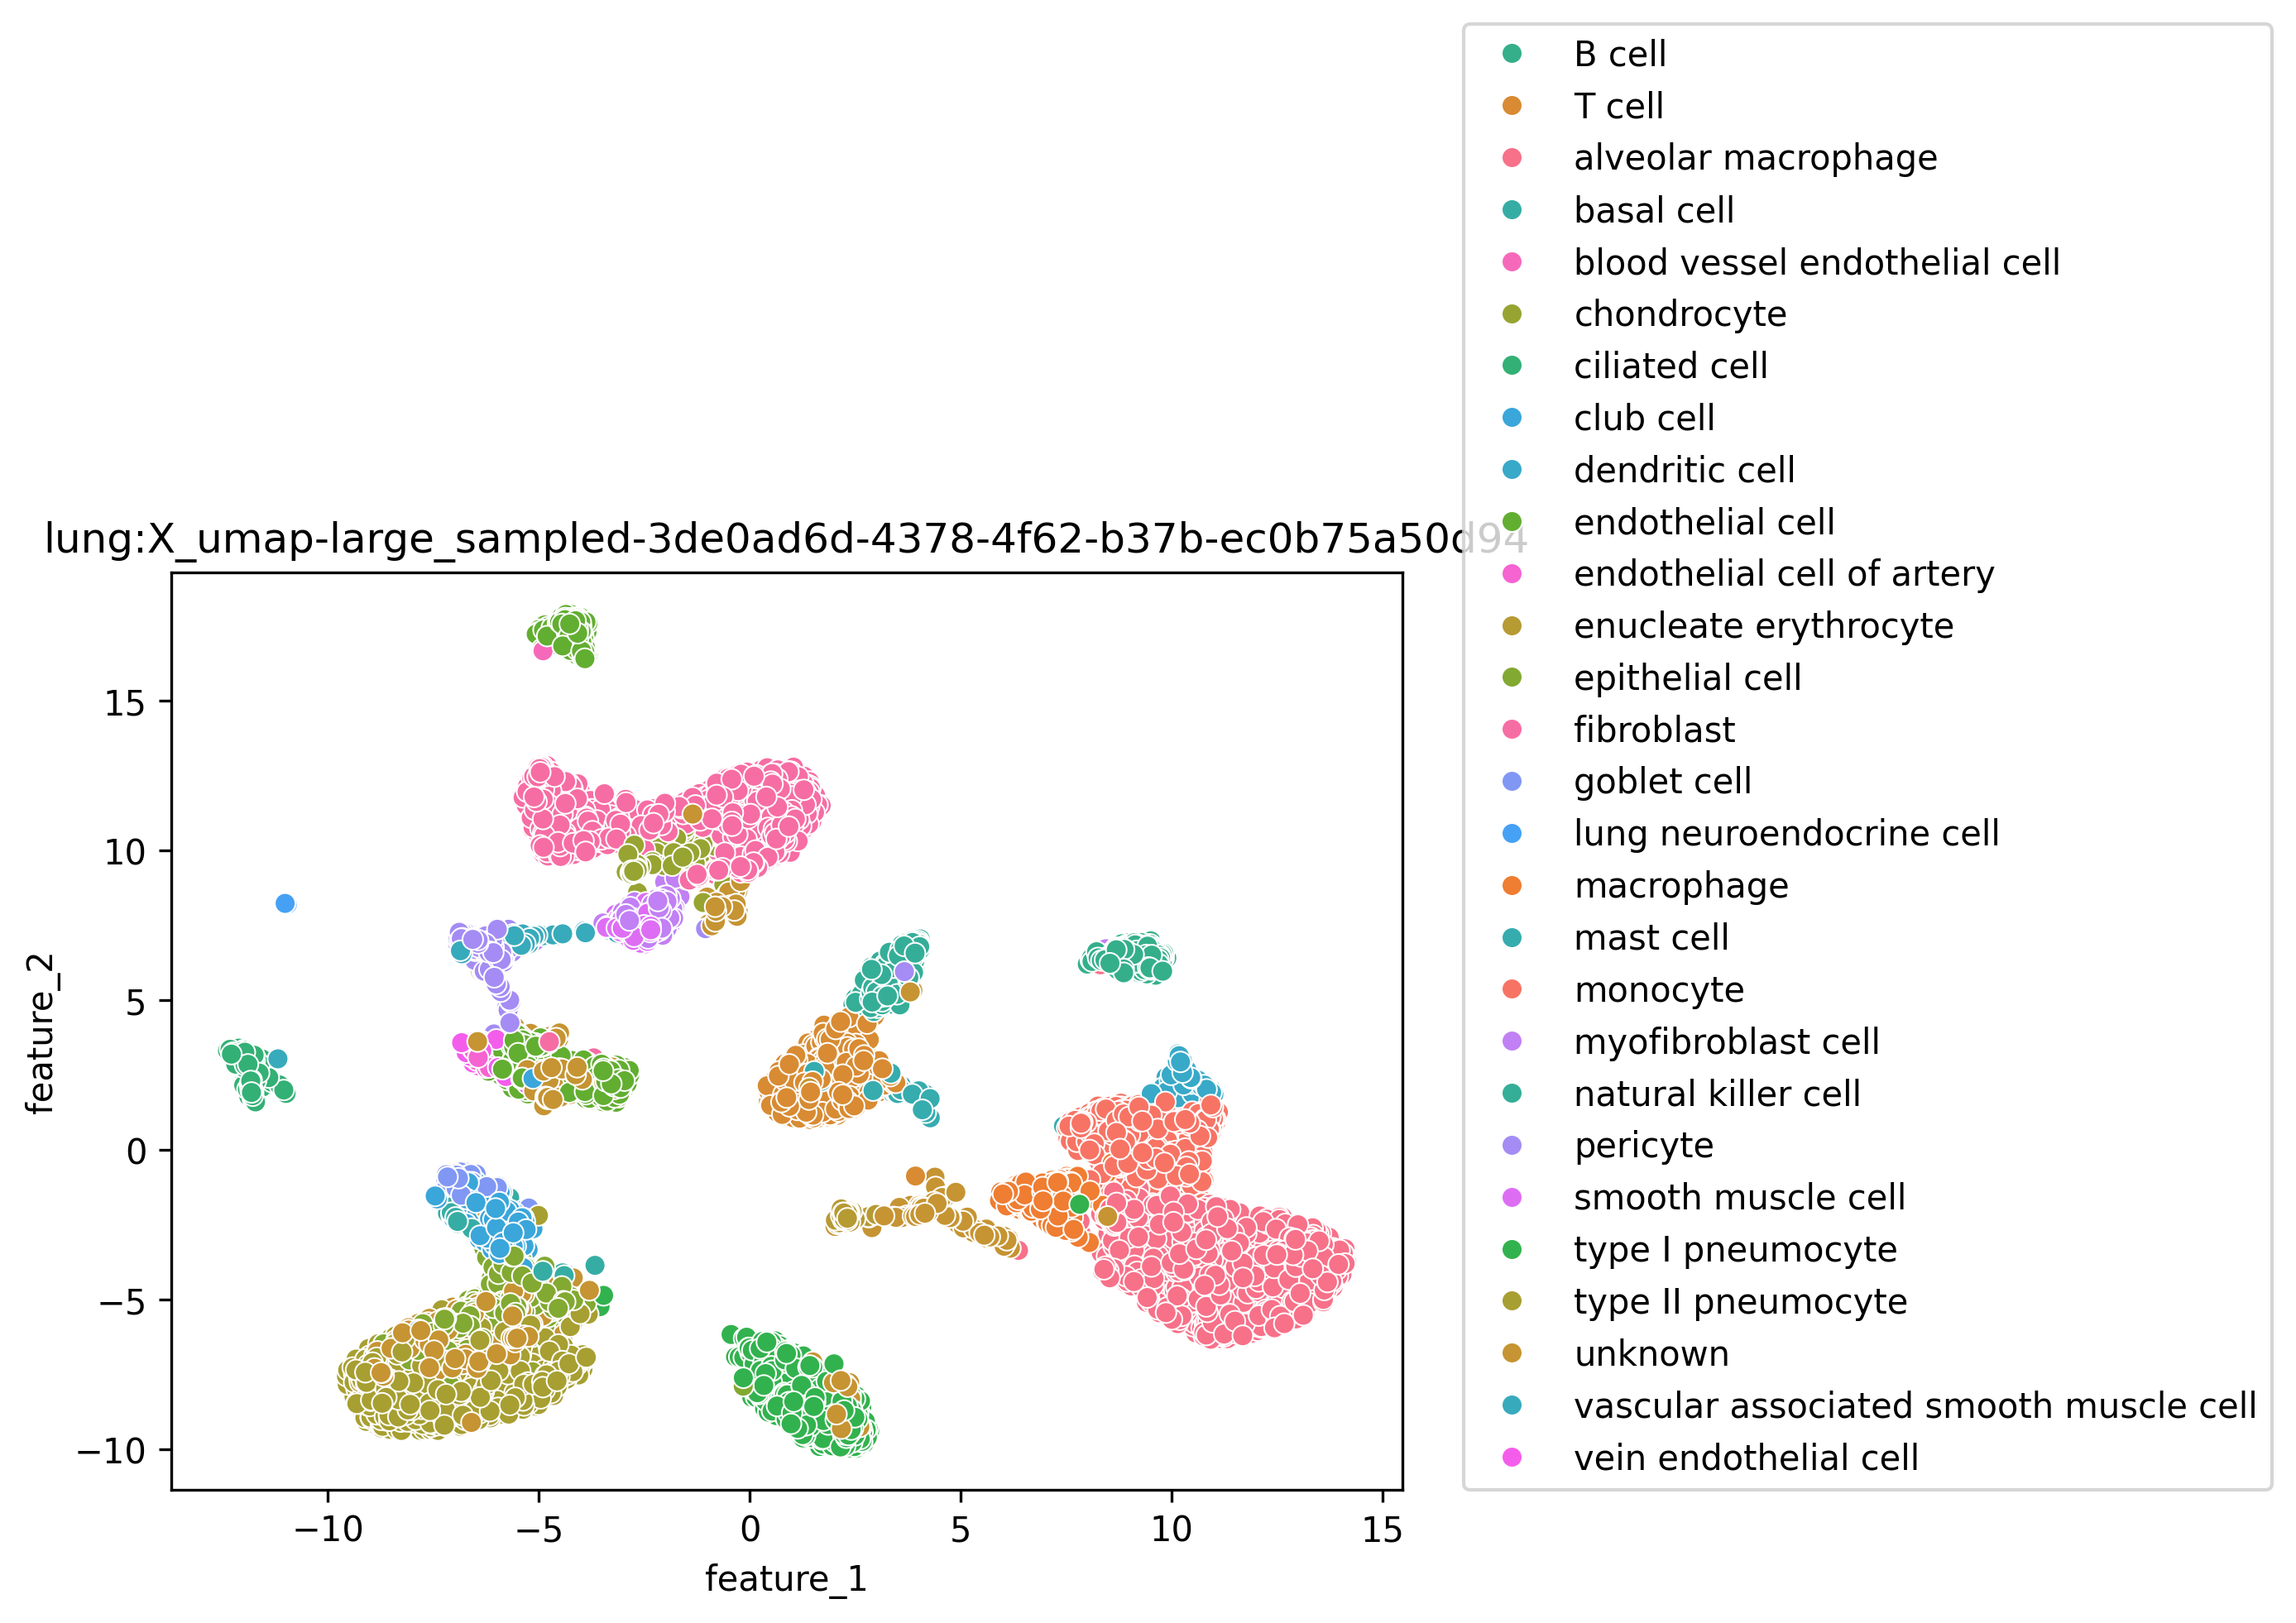 lung:X_umap-large_sampled-3de0ad6d-4378-4f62-b37b-ec0b75a50d94
feature_2
15
10
5
0
−5
−10
−10
−5
0
5
10
15
feature_1
B cell
T cell
alveolar macrophage
basal cell
blood vessel endothelial cell
chondrocyte
ciliated cell
club cell
dendritic cell
endothelial cell
endothelial cell of artery
enucleate erythrocyte
epithelial cell
fibroblast
goblet cell
lung neuroendocrine cell
macrophage
mast cell
monocyte
myofibroblast cell
natural killer cell
pericyte
smooth muscle cell
type I pneumocyte
type II pneumocyte
unknown
vascular associated smooth muscle cell
vein endothelial cell